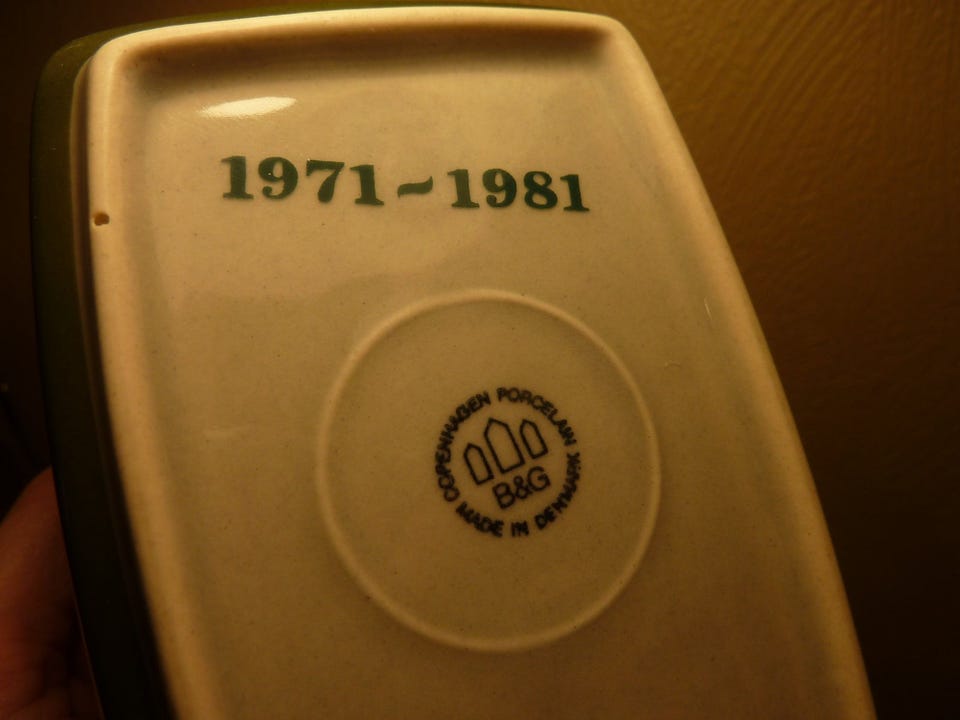 1971~1981
COPENHAGEN PORCELAIN
B&G
MADE IN DENMARK